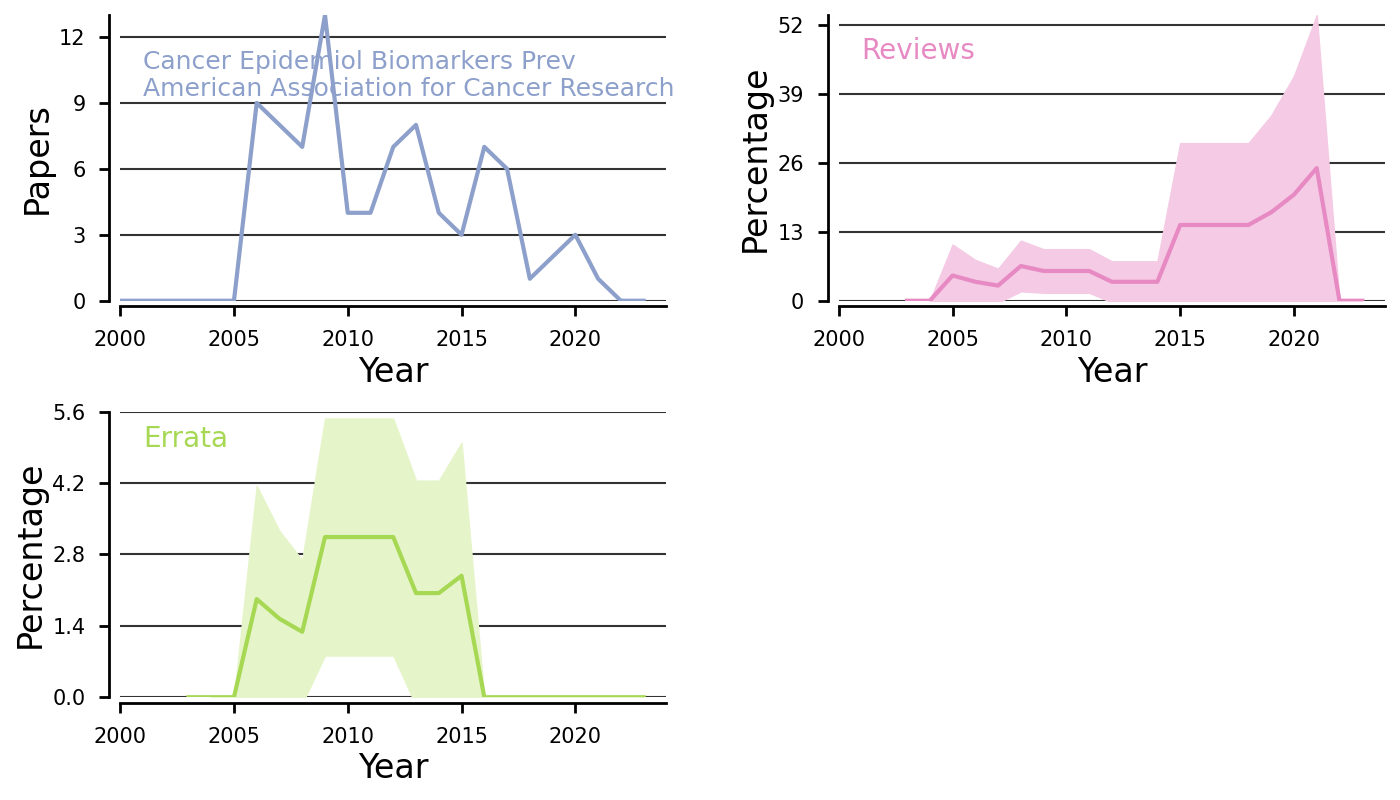 12
9
6
3
0
Papers
Cancer Epidemiol Biomarkers Prev
American Association for Cancer Research
2000 2005 2010 2015 2020
Year
52
39
26
13
0
Percentage
Reviews
2000 2005 2010 2015 2020
Year
5.6
4.2
2.8
1.4
0.0
Percentage
Errata
2000 2005 2010 2015 2020
Year